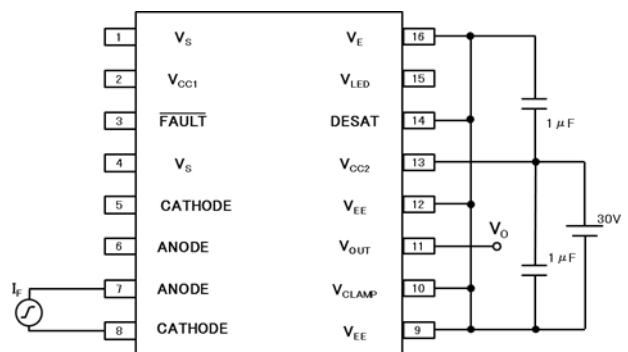 1 V_S V_E 16
2 V_CC1 V_LED 15
3 F̅A̅U̅L̅T̅ DESAT 14
1 μF
4 V_S V_CC2 13
5 CATHODE V_EE 12
30V
V_O
6 ANODE V_OUT 11
1 μF
I_F
7 ANODE V_CLAMP 10
8 CATHODE V_EE 9